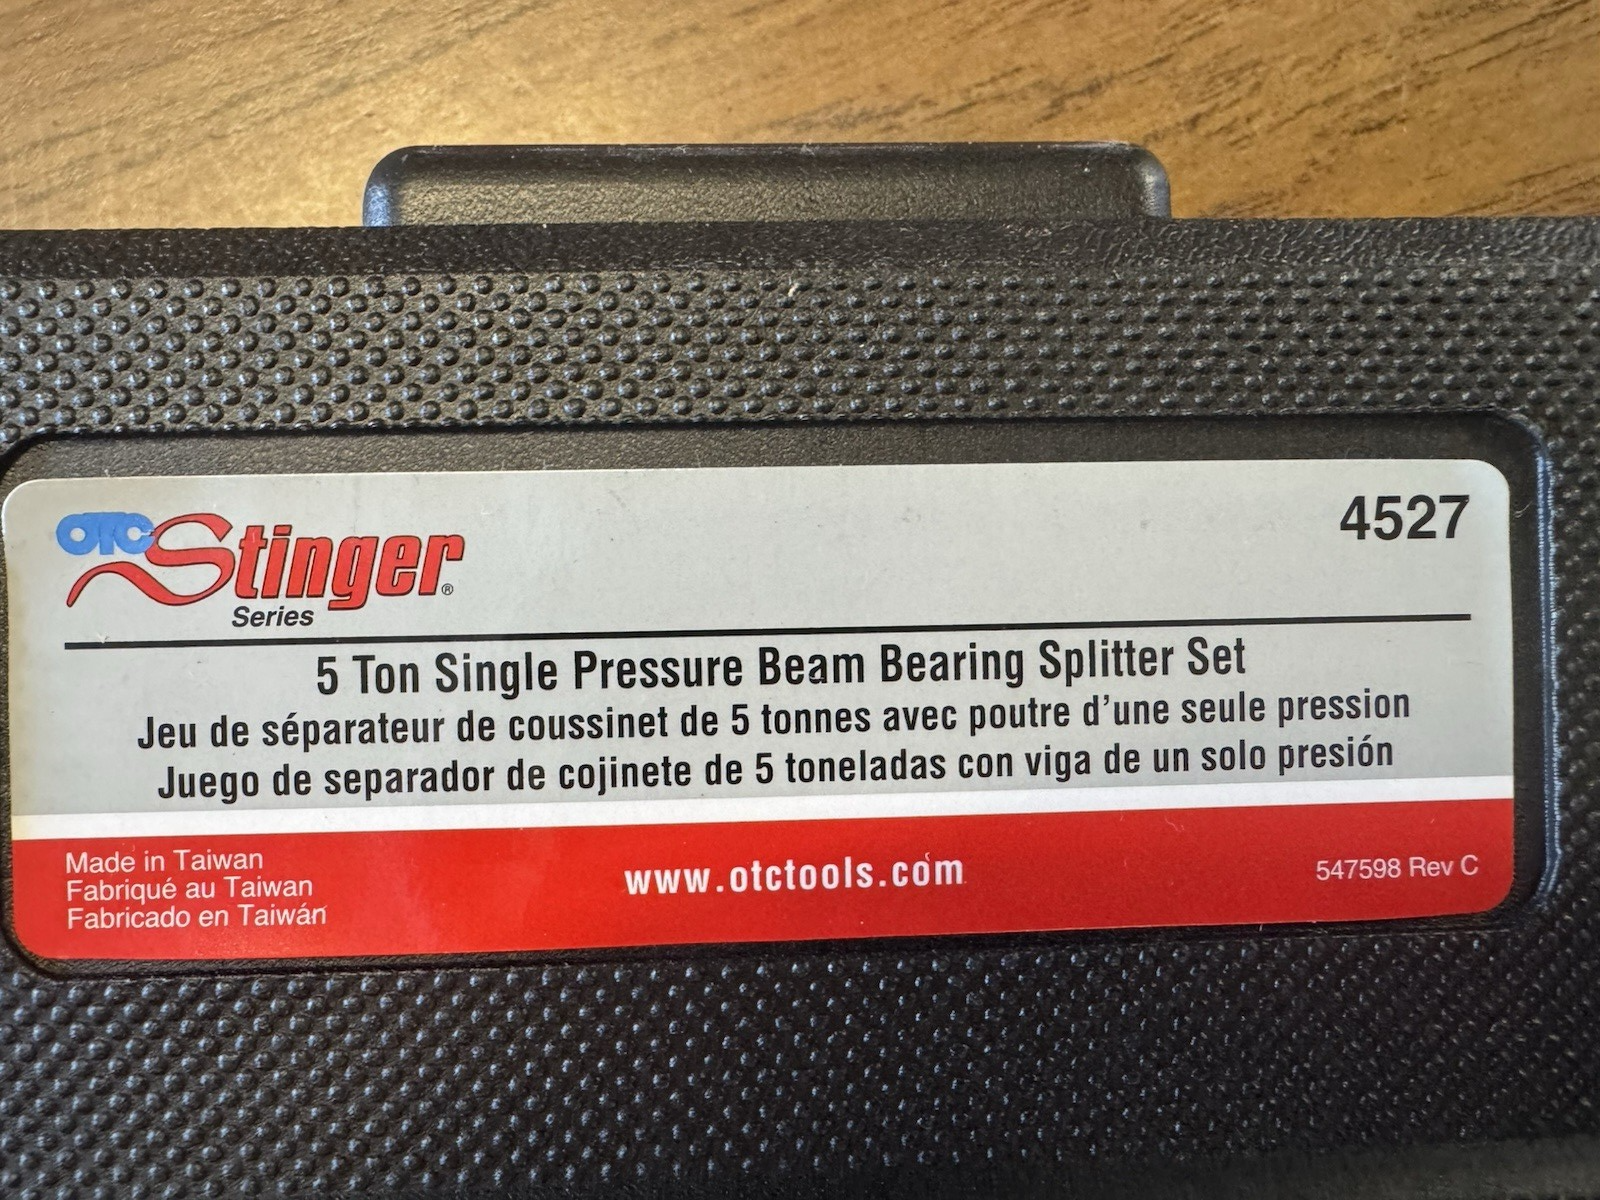 OTC Stinger®
Series
4527
5 Ton Single Pressure Beam Bearing Splitter Set
Jeu de séparateur de coussinet de 5 tonnes avec poutre d'une seule pression
Juego de separador de cojinete de 5 toneladas con viga de un solo presión
Made in Taiwan
Fabriqué au Taiwan
Fabricado en Taiwán
www.otctools.com
547598 Rev C